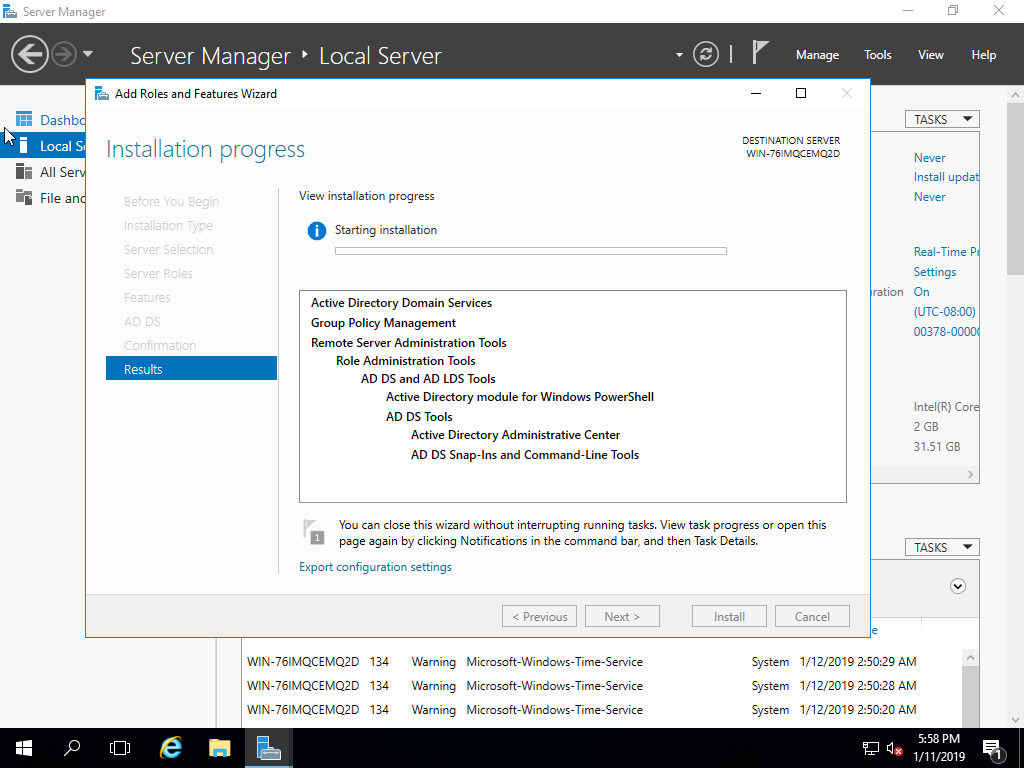 Server Manager
Server Manager ‣ Local Server
Manage Tools View Help
Add Roles and Features Wizard
Installation progress
DESTINATION SERVER
WIN-76IMQCEMQ2D
Before You Begin
Installation Type
Server Selection
Server Roles
Features
AD DS
Confirmation
Results
View installation progress
Starting installation
Active Directory Domain Services
Group Policy Management
Remote Server Administration Tools
Role Administration Tools
AD DS and AD LDS Tools
Active Directory module for Windows PowerShell
AD DS Tools
Active Directory Administrative Center
AD DS Snap-Ins and Command-Line Tools
1
You can close this wizard without interrupting running tasks. View task progress or open this
page again by clicking Notifications in the command bar, and then Task Details.
Export configuration settings
< Previous
Next >
Install
Cancel
Dashbo
Local Se
All Serv
File and
TASKS
Never
Install updat
Never
Real-Time Pr
Settings
uration On
(UTC-08:00)
00378-00000
Intel(R) Core
2 GB
31.51 GB
TASKS
e
WIN-76IMQCEMQ2D 134 Warning Microsoft-Windows-Time-Service System 1/12/2019 2:50:29 AM
WIN-76IMQCEMQ2D 134 Warning Microsoft-Windows-Time-Service System 1/12/2019 2:50:28 AM
WIN-76IMQCEMQ2D 134 Warning Microsoft-Windows-Time-Service System 1/12/2019 2:50:20 AM
5:58 PM
1/11/2019
1